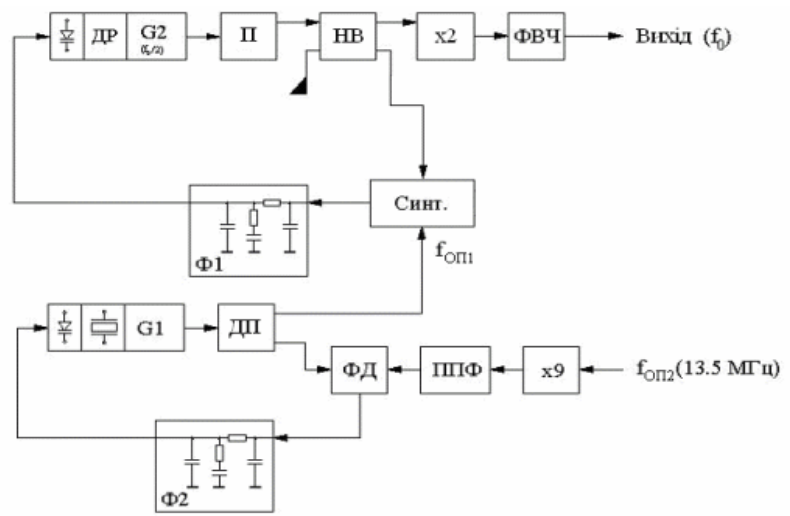 ДР G2 (f₀/2) П НВ x2 ФВЧ Вихід (f₀)
Синт.
Ф1
fОП1
G1 ДП
ФД ППФ x9 fОП2(13.5 МГц)
Ф2